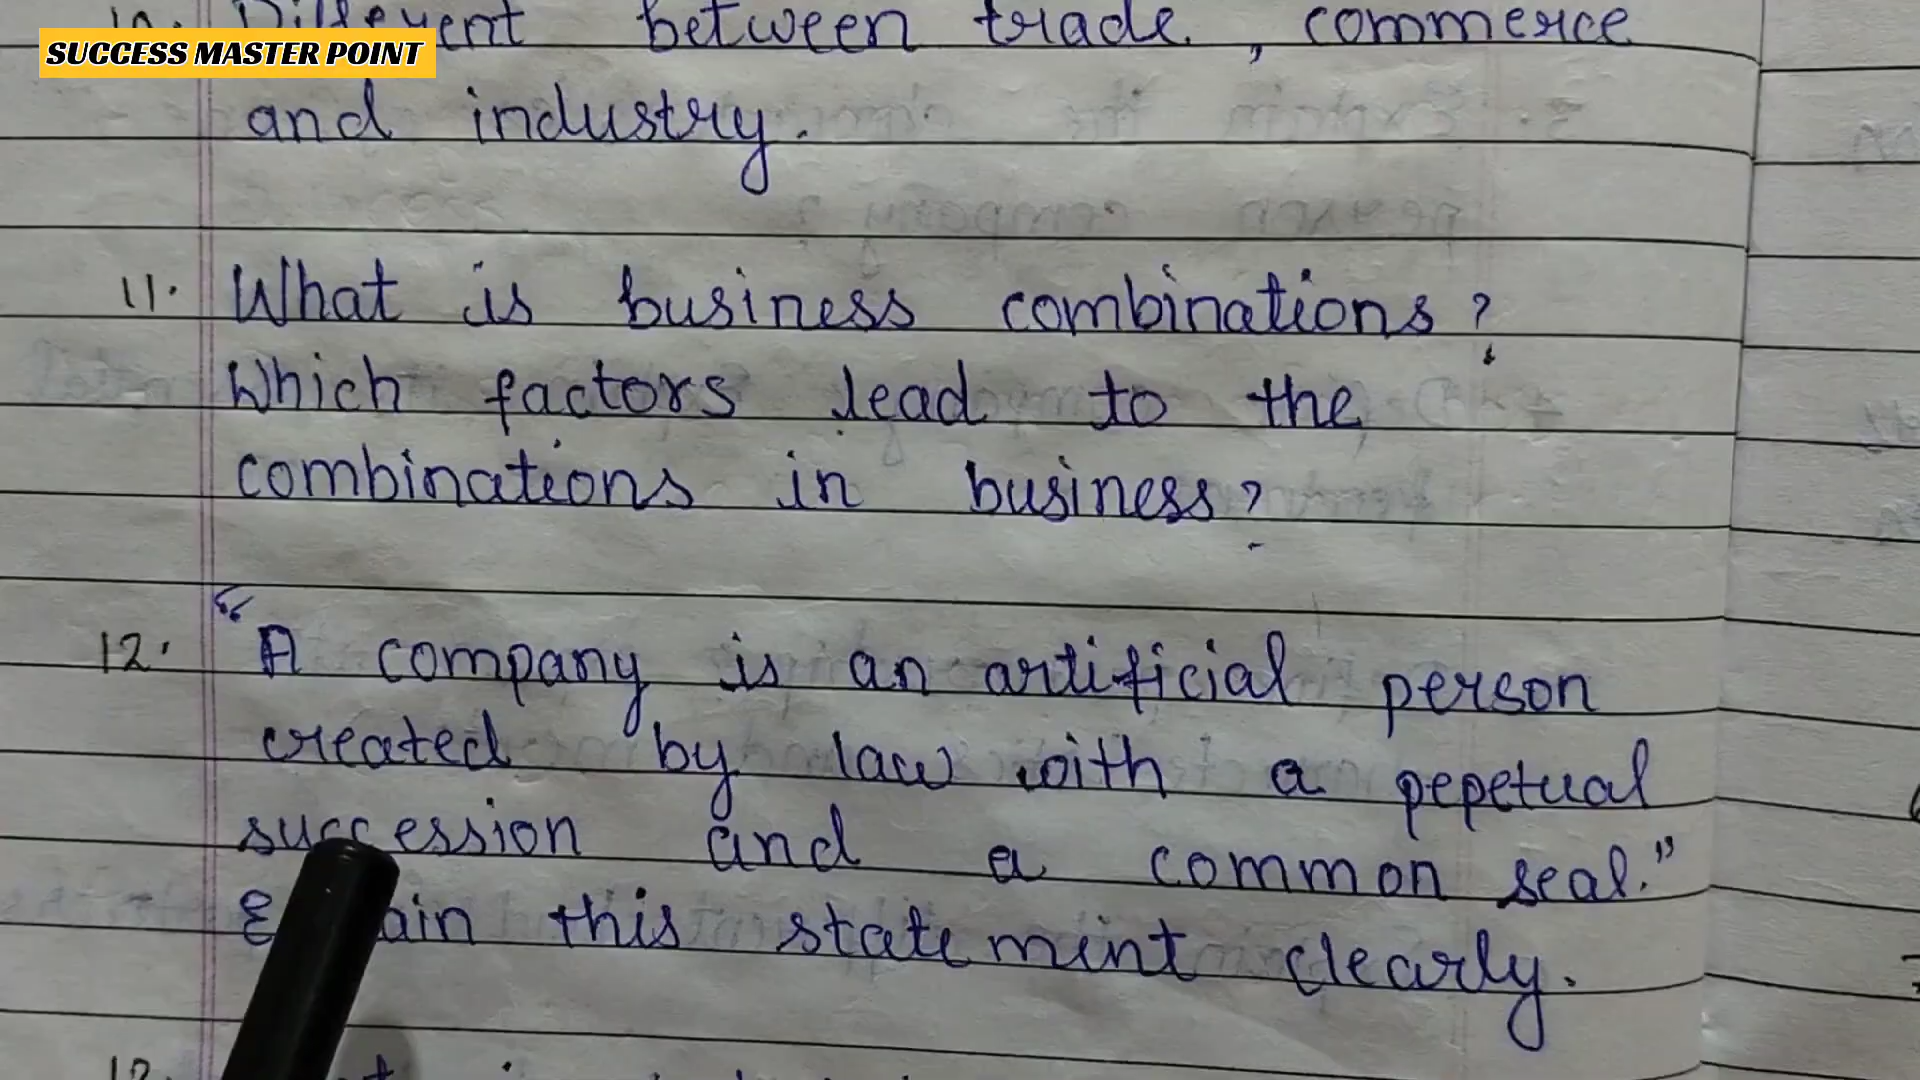 10. Different between trade, commerce
SUCCESS MASTER POINT
and industry.
11. What is business combinations?
Which factors lead to the
combinations in business?
12. "A company is an artificial person
created by law with a pepetual
succession and a common seal."
this statemint clearly.